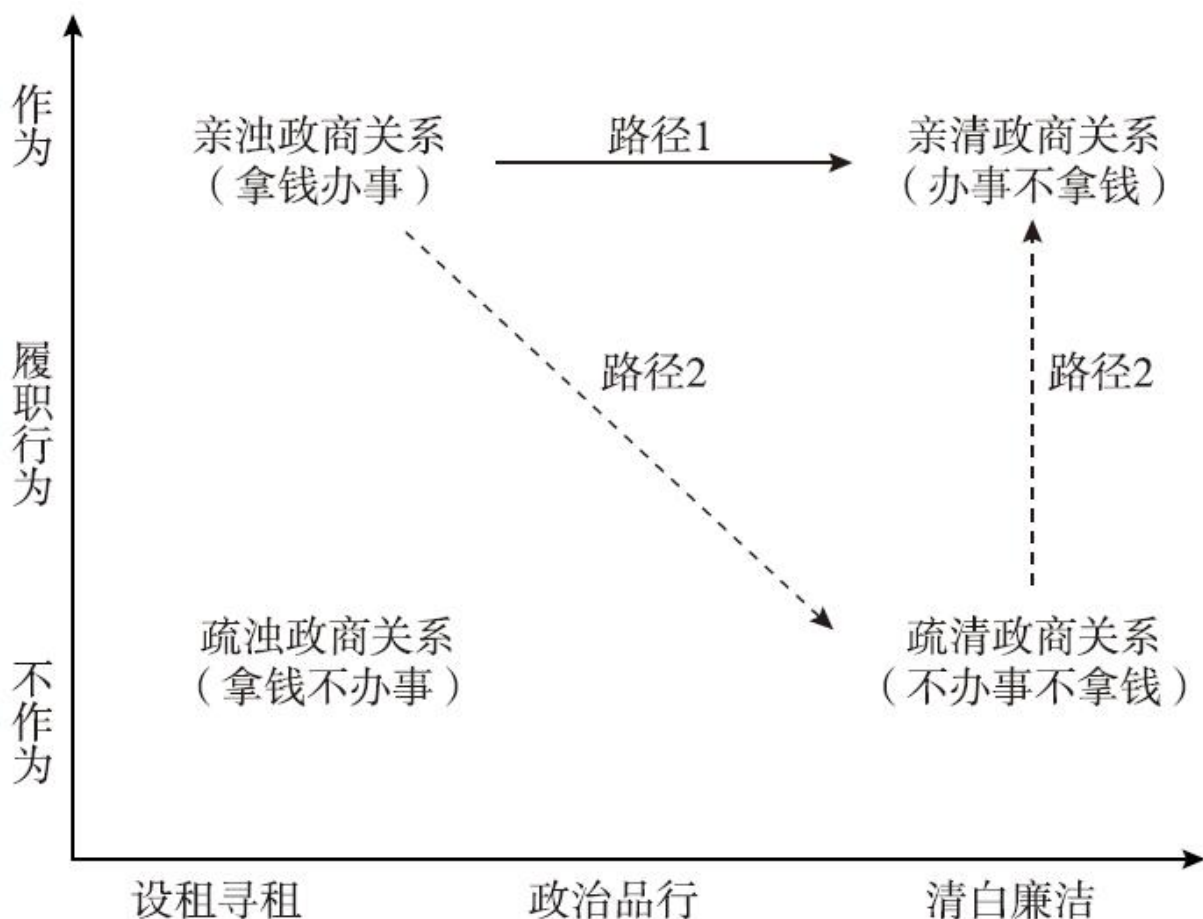 作为
亲浊政商关系
（拿钱办事）
路径1
亲清政商关系
（办事不拿钱）
履职行为
路径2
路径2
不作为
疏浊政商关系
（拿钱不办事）
疏清政商关系
（不办事不拿钱）
设租寻租
政治品行
清白廉洁